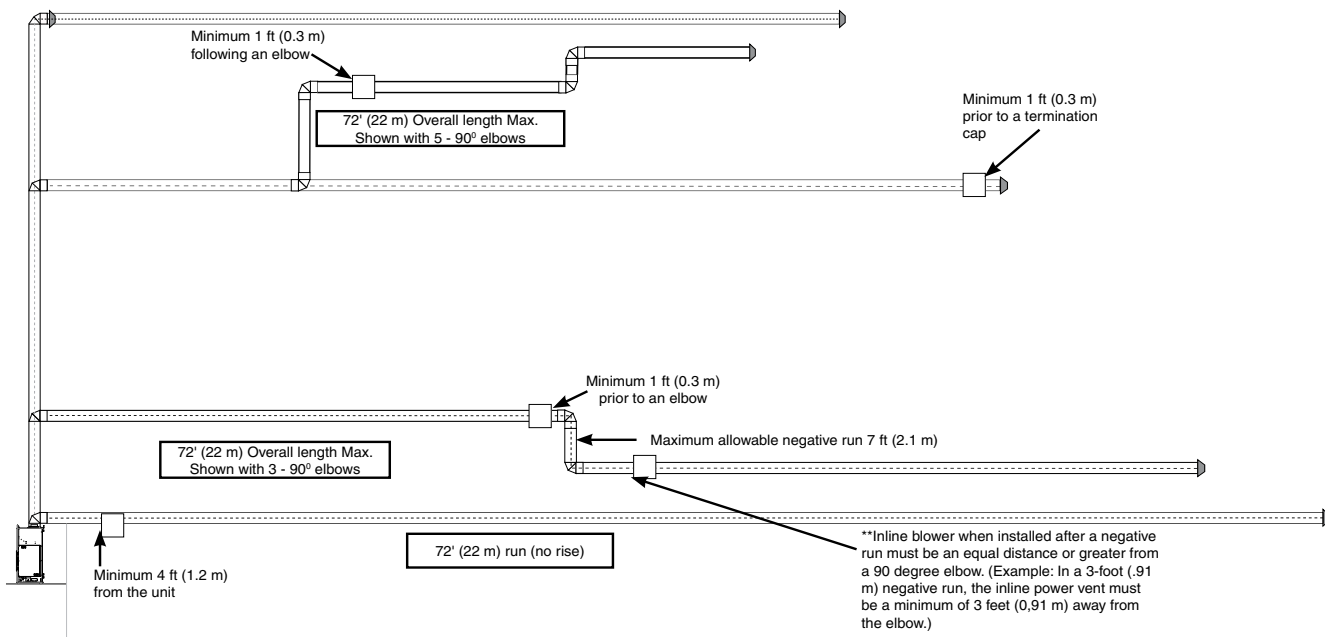 Minimum 1 ft (0.3 m)
following an elbow
72' (22 m) Overall length Max.
Shown with 5 - 90⁰ elbows
Minimum 1 ft (0.3 m)
prior to a termination
cap
Minimum 1 ft (0.3 m)
prior to an elbow
Maximum allowable negative run 7 ft (2.1 m)
72' (22 m) Overall length Max.
Shown with 3 - 90⁰ elbows
72' (22 m) run (no rise)
Minimum 4 ft (1.2 m)
from the unit
**Inline blower when installed after a negative
run must be an equal distance or greater from
a 90 degree elbow. (Example: In a 3-foot (.91
m) negative run, the inline power vent must
be a minimum of 3 feet (0,91 m) away from
the elbow.)